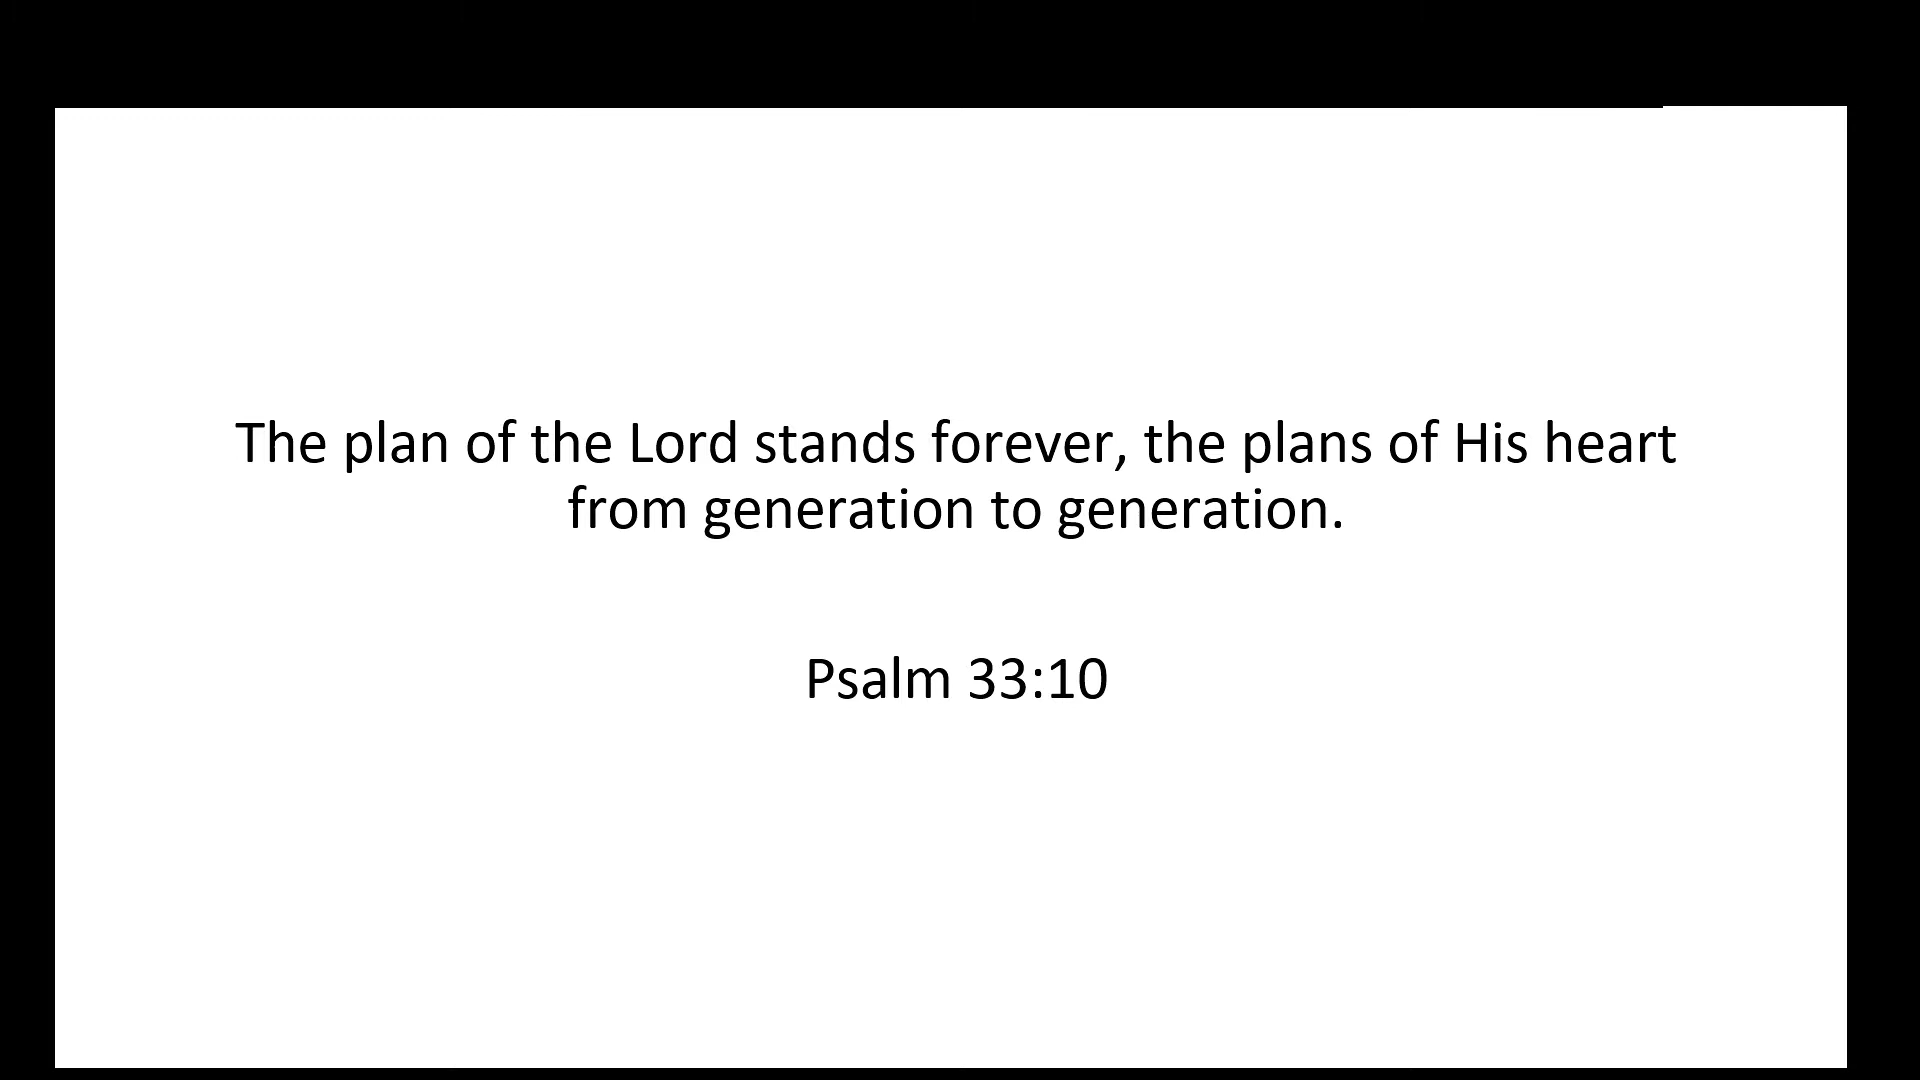 The plan of the Lord stands forever, the plans of His heart
from generation to generation.
Psalm 33:10